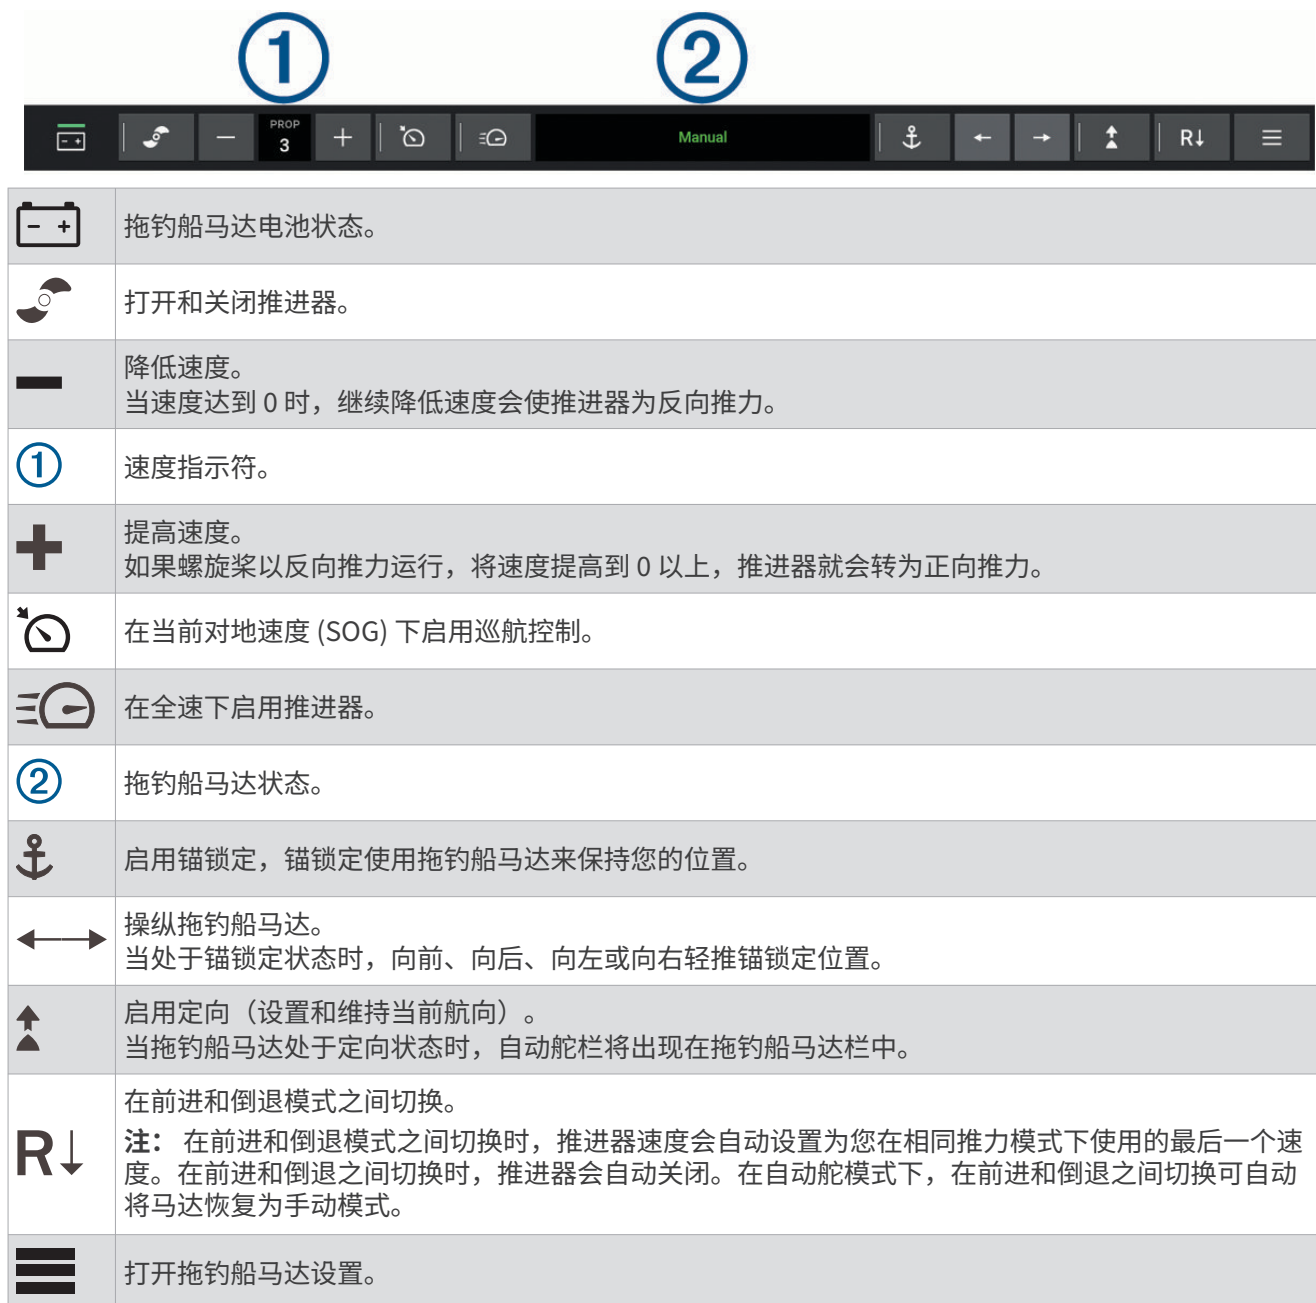 1
2
PROP
3
Manual
R↓
拖钓船马达电池状态。
打开和关闭推进器。
降低速度。
当速度达到 0 时，继续降低速度会使推进器为反向推力。
1
速度指示符。
提高速度。
如果螺旋桨以反向推力运行，将速度提高到 0 以上，推进器就会转为正向推力。
在当前对地速度 (SOG) 下启用巡航控制。
在全速下启用推进器。
2
拖钓船马达状态。
启用锚锁定，锚锁定使用拖钓船马达来保持您的位置。
操纵拖钓船马达。
当处于锚锁定状态时，向前、向后、向左或向右轻推锚锁定位置。
启用定向（设置和维持当前航向）。
当拖钓船马达处于定向状态时，自动舵栏将出现在拖钓船马达栏中。
R↓
在前进和倒退模式之间切换。
注： 在前进和倒退模式之间切换时，推进器速度会自动设置为您在相同推力模式下使用的最后一个速
度。在前进和倒退之间切换时，推进器会自动关闭。在自动舵模式下，在前进和倒退之间切换可自动
将马达恢复为手动模式。
打开拖钓船马达设置。